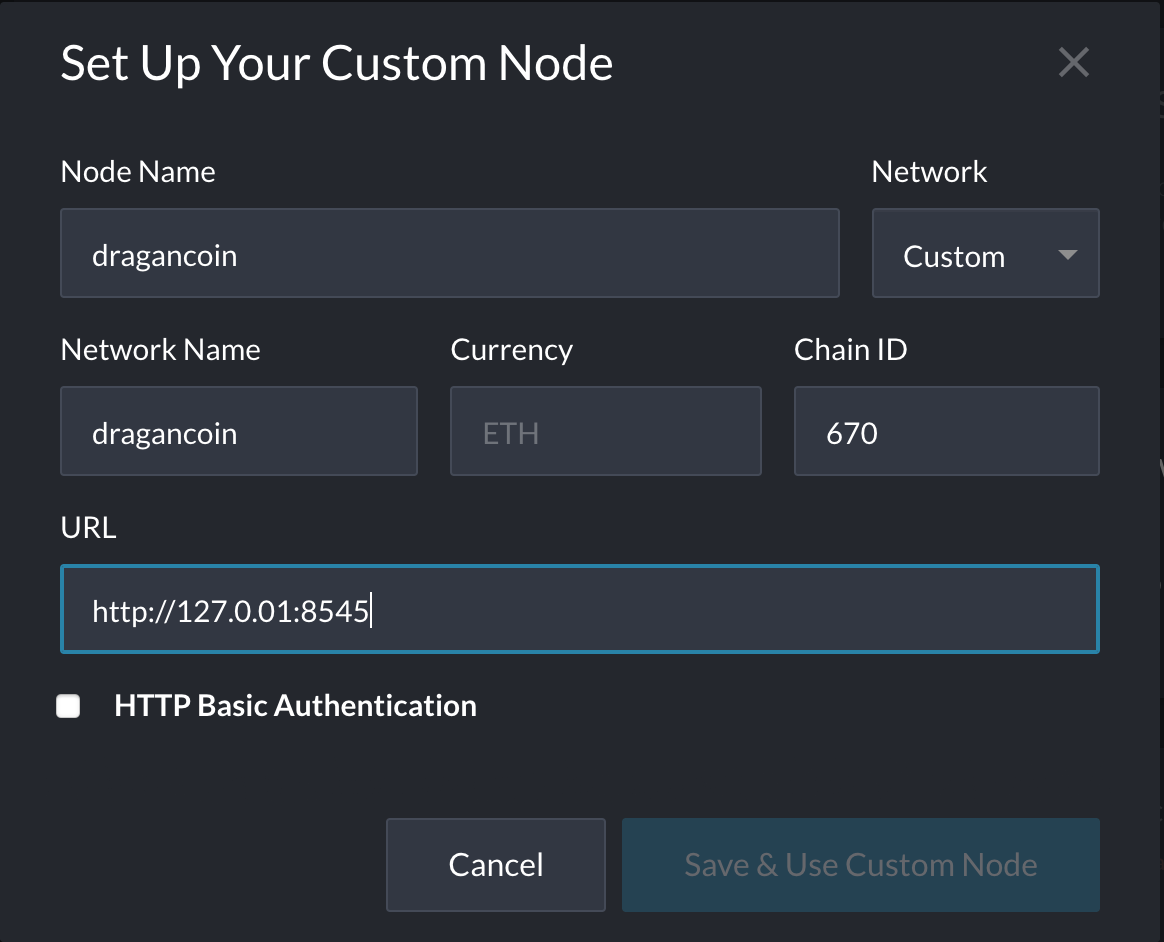 Set Up Your Custom Node
Node Name
Network
dragancoin
Custom
Network Name
Currency
Chain ID
dragancoin
ETH
670
URL
http://127.0.01:8545
HTTP Basic Authentication
Cancel
Save & Use Custom Node